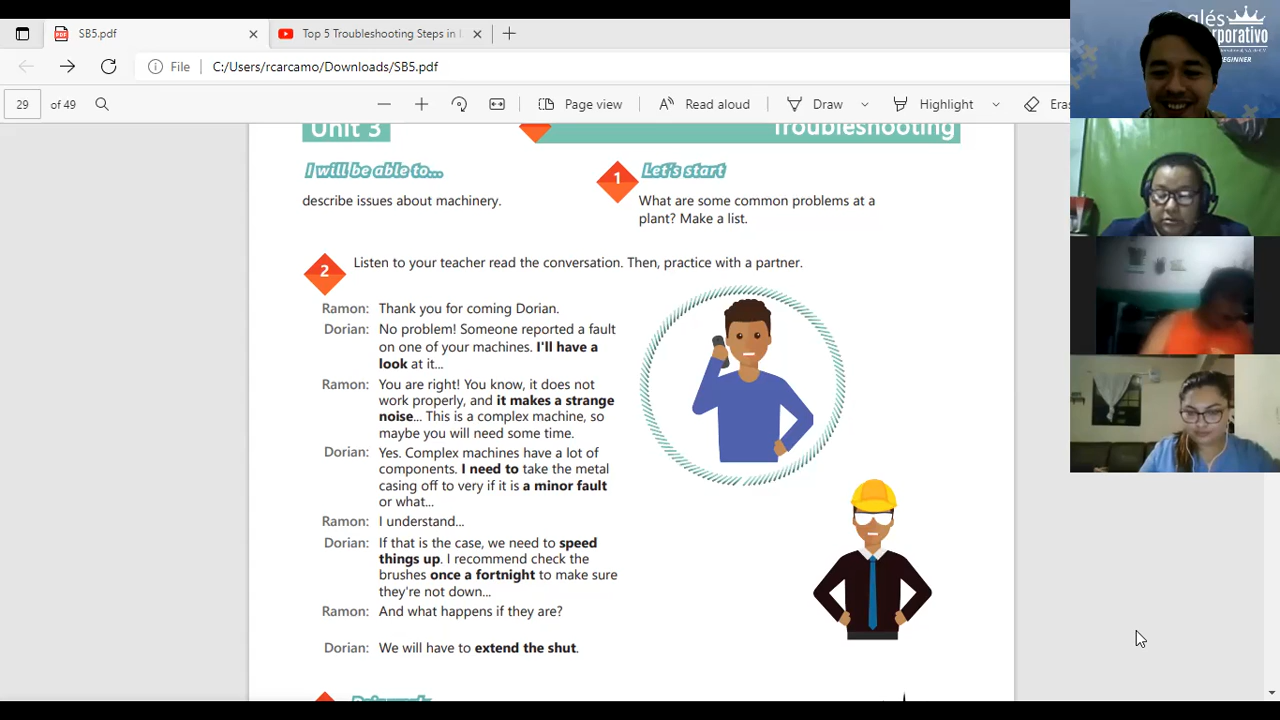 SB5.pdf
Top 5 Troubleshooting Steps in
File
C:/Users/rcarcamo/Downloads/SB5.pdf
29
of 49
Page view
Read aloud
Draw
Highlight
Unit 3
Troubleshooting
I will be able to...
describe issues about machinery.
1
Let's start
What are some common problems at a
plant? Make a list.
2
Listen to your teacher read the conversation. Then, practice with a partner.
Ramon: Thank you for coming Dorian.
Dorian: No problem! Someone reported a fault
on one of your machines. I'll have a
look at it...
Ramon: You are right! You know, it does not
work properly, and it makes a strange
noise... This is a complex machine, so
maybe you will need some time.
Dorian: Yes. Complex machines have a lot of
components. I need to take the metal
casing off to very if it is a minor fault
or what...
Ramon: I understand...
Dorian: If that is the case, we need to speed
things up. I recommend check the
brushes once a fortnight to make sure
they're not down...
Ramon: And what happens if they are?
Dorian: We will have to extend the shut.